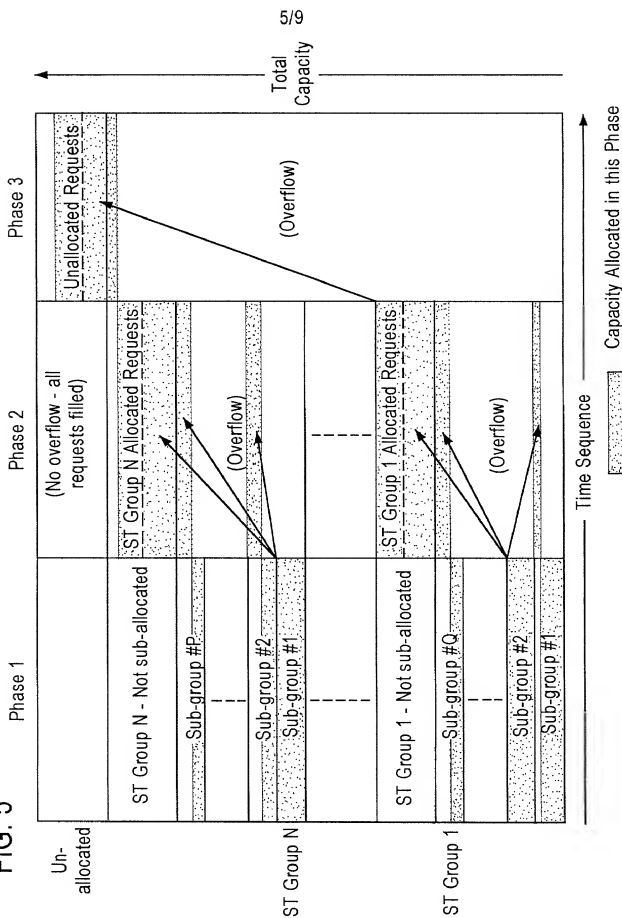 5/9
FIG. 5
Phase 1
Phase 2
Phase 3
Un-
allocated
(No overflow - all
requests filled)
Unallocated Requests
Total
Capacity
ST Group N - Not sub-allocated
ST Group N Allocated Requests
Sub-group #P
(Overflow)
Sub-group #2
Sub-group #1
ST Group N
(Overflow)
ST Group 1 - Not sub-allocated
ST Group 1 Allocated Requests
Sub-group #Q
(Overflow)
Sub-group #2
Sub-group #1
ST Group 1
Time Sequence
Capacity Allocated in this Phase